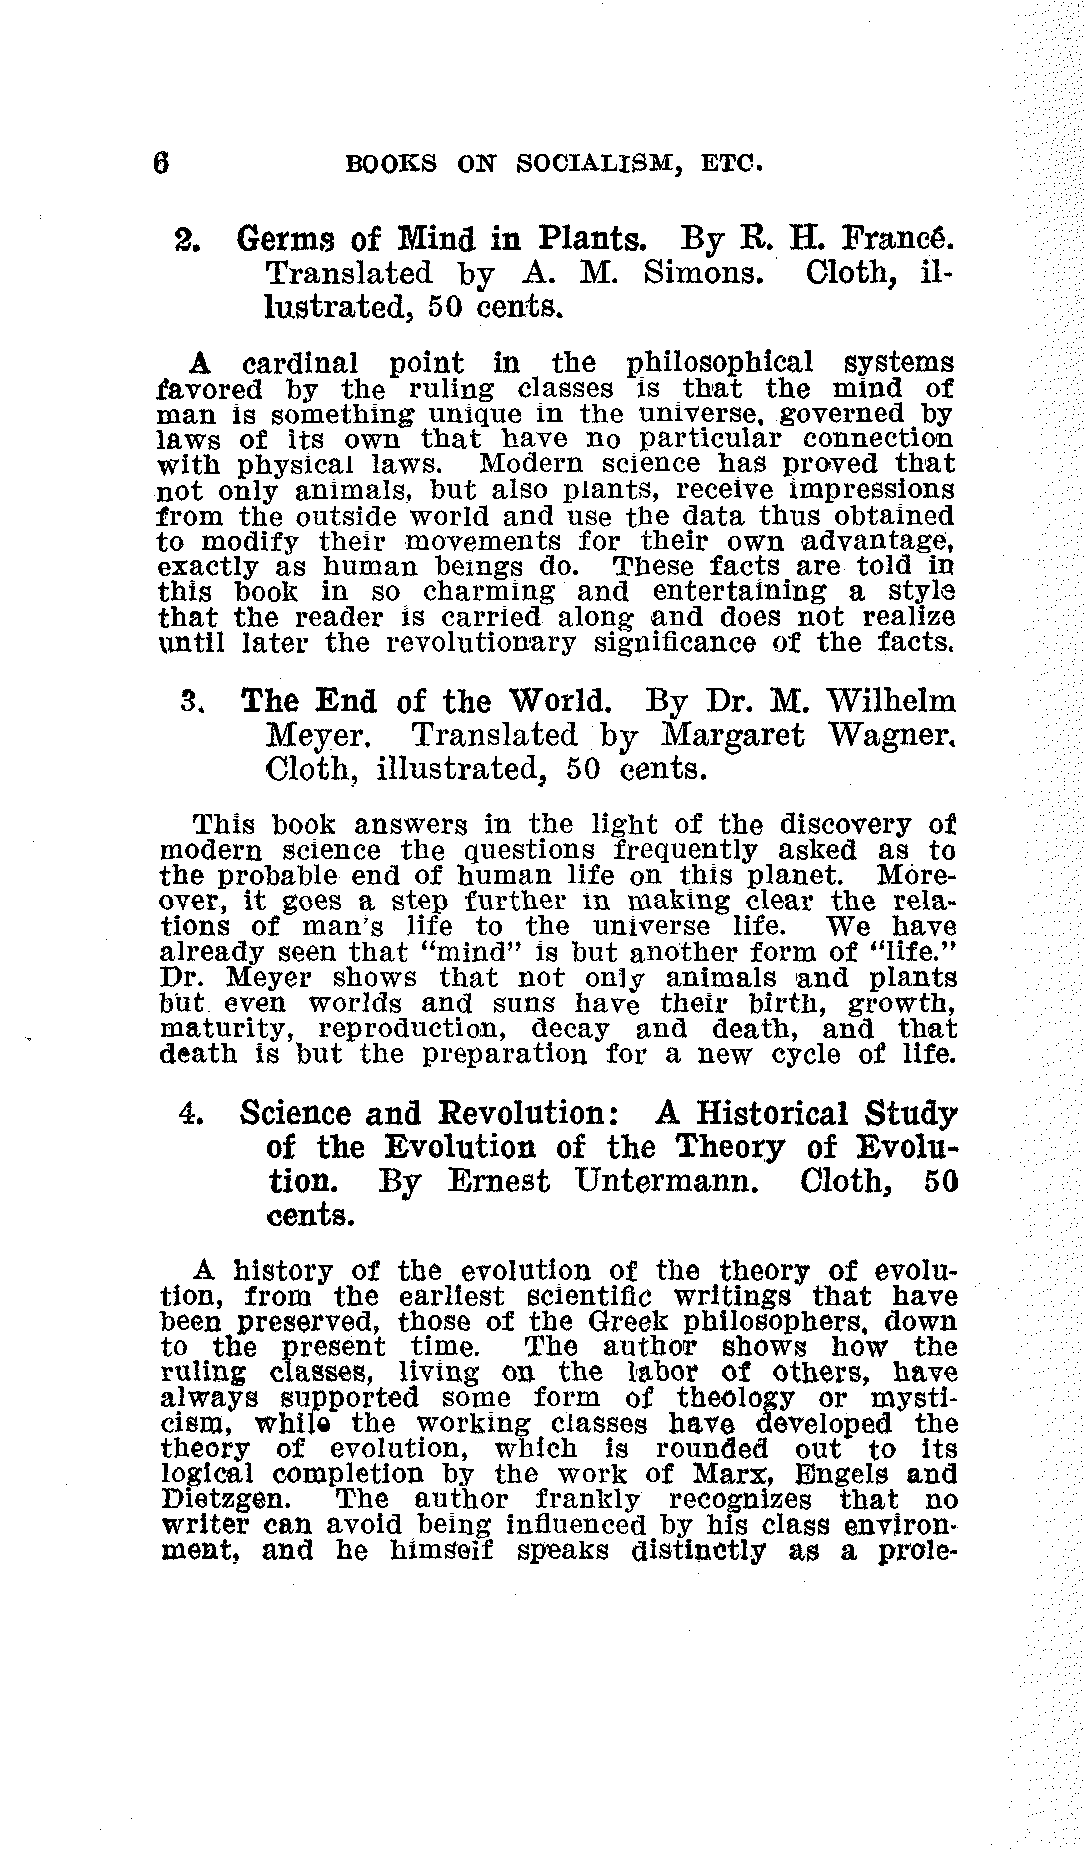 6 BOOKS ON SOCIALISM, ETC.
2. Germs of Mind in Plants. By R. H. Francé.
Translated by A. M. Simons. Cloth, il-
lustrated, 50 cents.
A cardinal point in the philosophical systems
favored by the ruling classes is that the mind of
man is something unique in the universe, governed by
laws of its own that have no particular connection
with physical laws. Modern science has proved that
not only animals, but also plants, receive impressions
from the outside world and use the data thus obtained
to modify their movements for their own advantage,
exactly as human beings do. These facts are told in
this book in so charming and entertaining a style
that the reader is carried along and does not realize
until later the revolutionary significance of the facts.
3. The End of the World. By Dr. M. Wilhelm
Meyer. Translated by Margaret Wagner.
Cloth, illustrated, 50 cents.
This book answers in the light of the discovery of
modern science the questions frequently asked as to
the probable end of human life on this planet. More-
over, it goes a step further in making clear the rela-
tions of man's life to the universe life. We have
already seen that “mind” is but another form of “life.”
Dr. Meyer shows that not only animals and plants
but even worlds and suns have their birth, growth,
maturity, reproduction, decay and death, and that
death is but the preparation for a new cycle of life.
4. Science and Revolution: A Historical Study
of the Evolution of the Theory of Evolu-
tion. By Ernest Untermann. Cloth, 50
cents.
A history of the evolution of the theory of evolu-
tion, from the earliest scientific writings that have
been preserved, those of the Greek philosophers, down
to the present time. The author shows how the
ruling classes, living on the labor of others, have
always supported some form of theology or mysti-
cism, while the working classes have developed the
theory of evolution, which is rounded out to its
logical completion by the work of Marx, Engels and
Dietzgen. The author frankly recognizes that no
writer can avoid being influenced by his class environ-
ment, and he himself speaks distinctly as a prole-